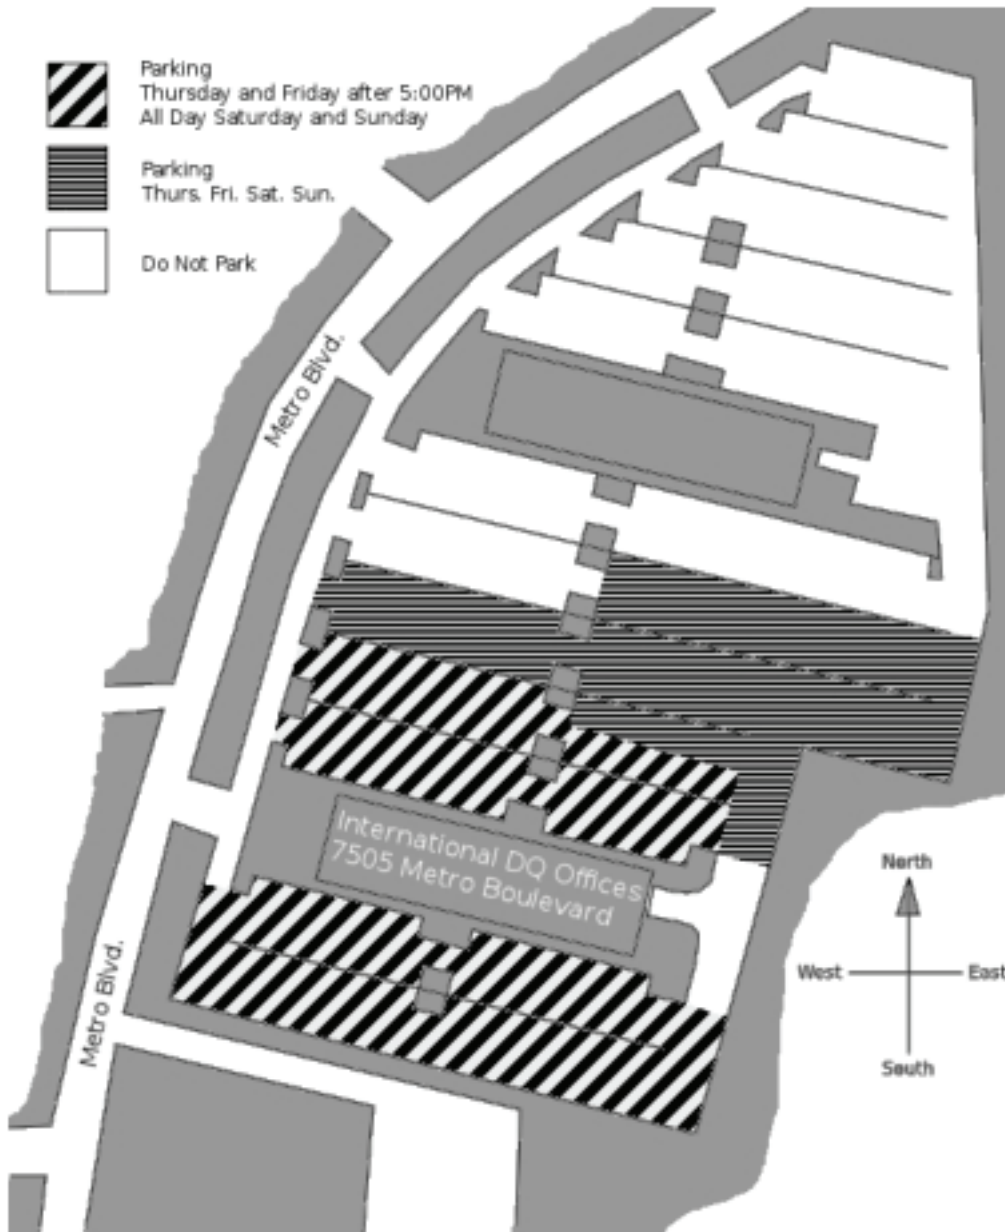 Parking
Thursday and Friday after 5:00PM
All Day Saturday and Sunday
Parking
Thurs. Fri. Sat. Sun.
Do Not Park
Metro Blvd.
International DQ Offices
7505 Metro Boulevard
North
West
East
South
Metro Blvd.